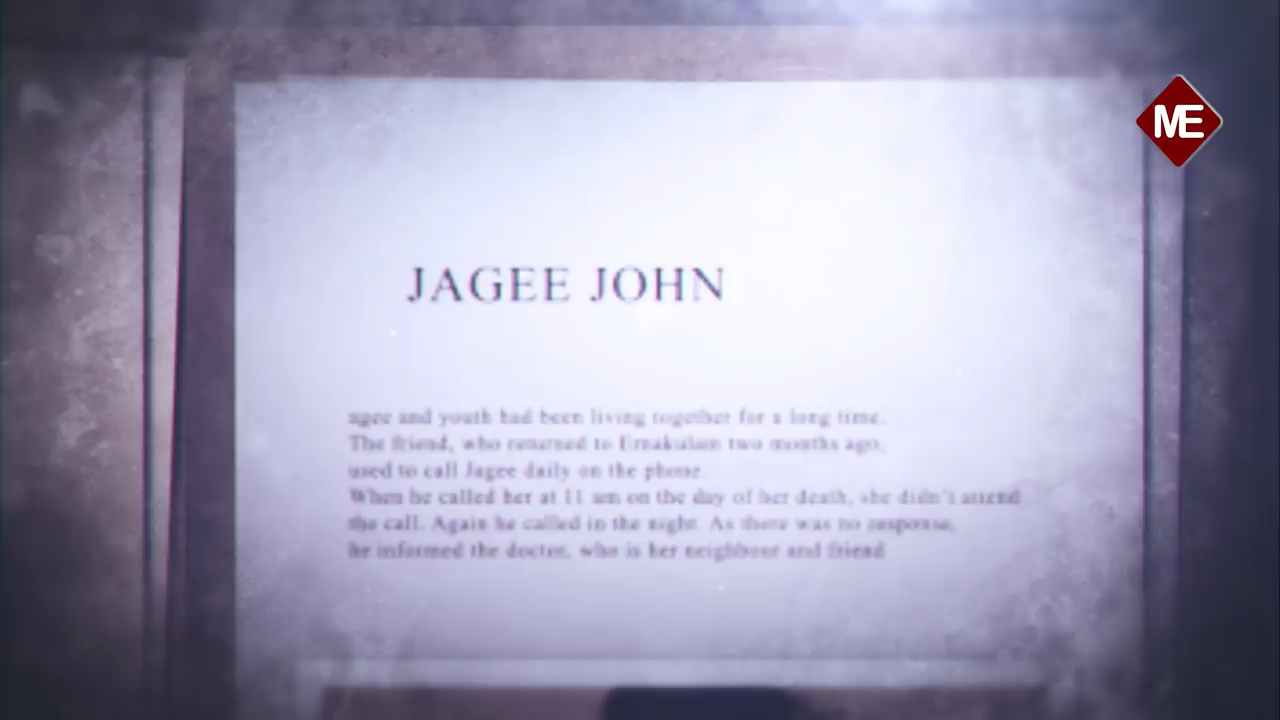 ME
JAGEE JOHN
agee and youth had been living together for a long time.
The friend, who returned to Ernakulam two months ago,
used to call Jagee daily on the phone.
When he called her at 11 am on the day of her death, she didn't attend
the call. Again he called in the night. As there was no response,
he informed the doctor, who is her neighbour and friend